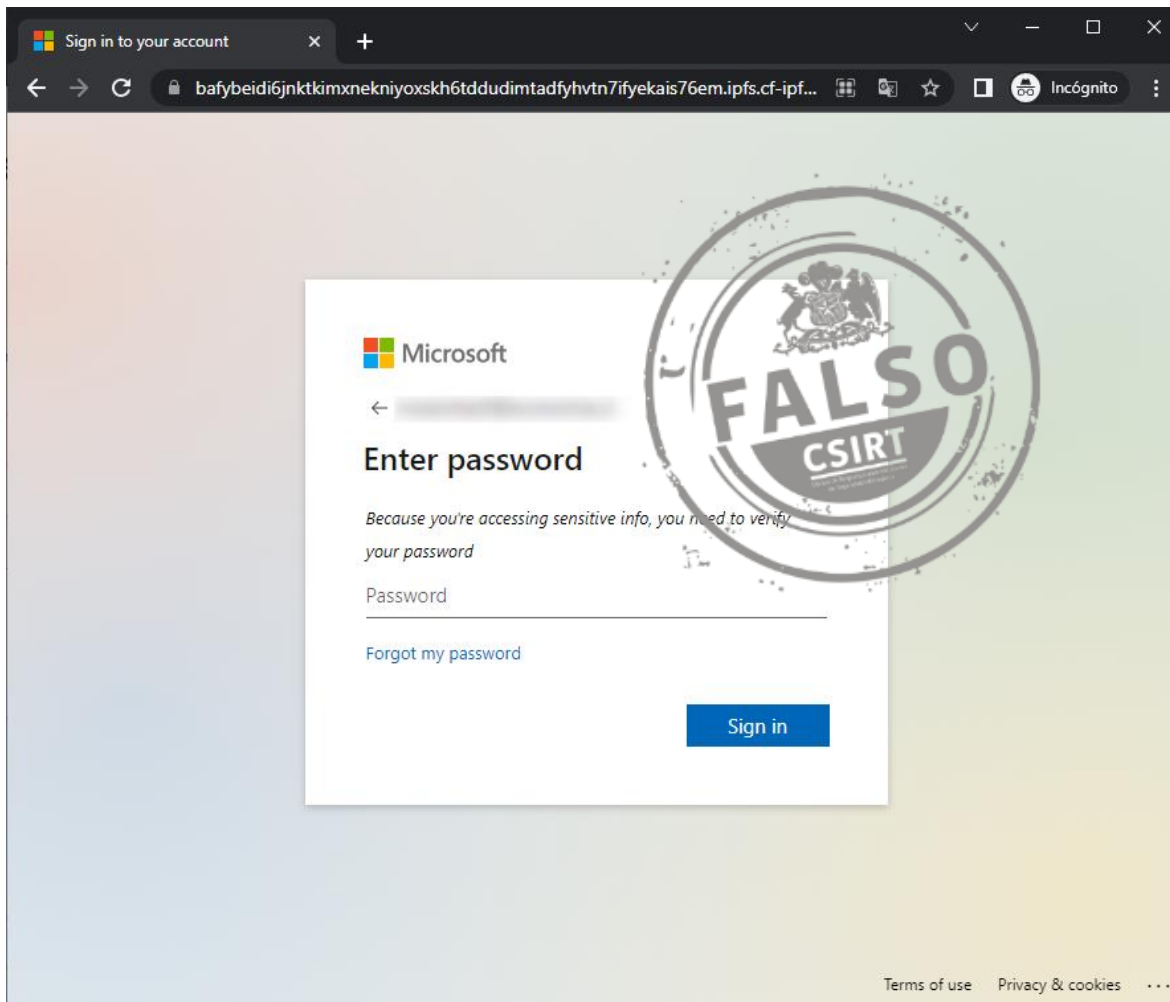 Sign in to your account
bafybeidi6jnktkimxnekniyoxskh6tddudimtadfyhvtn7ifyekais76em.ipfs.cf-ipf...
Incógnito
Microsoft
Enter password
Because you're accessing sensitive info, you need to verify
your password
Password
Forgot my password
Sign in
FALSO
CSIRT
Terms of use Privacy & cookies ...